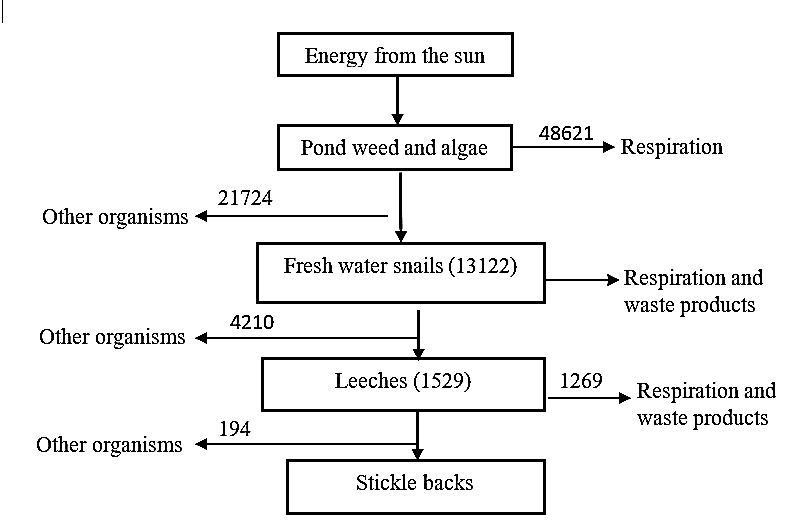 Energy from the sun
Pond weed and algae
48621
Respiration
21724
Other organisms
Fresh water snails (13122)
Respiration and
waste products
4210
Other organisms
Leeches (1529)
1269
Respiration and
waste products
194
Other organisms
Stickle backs